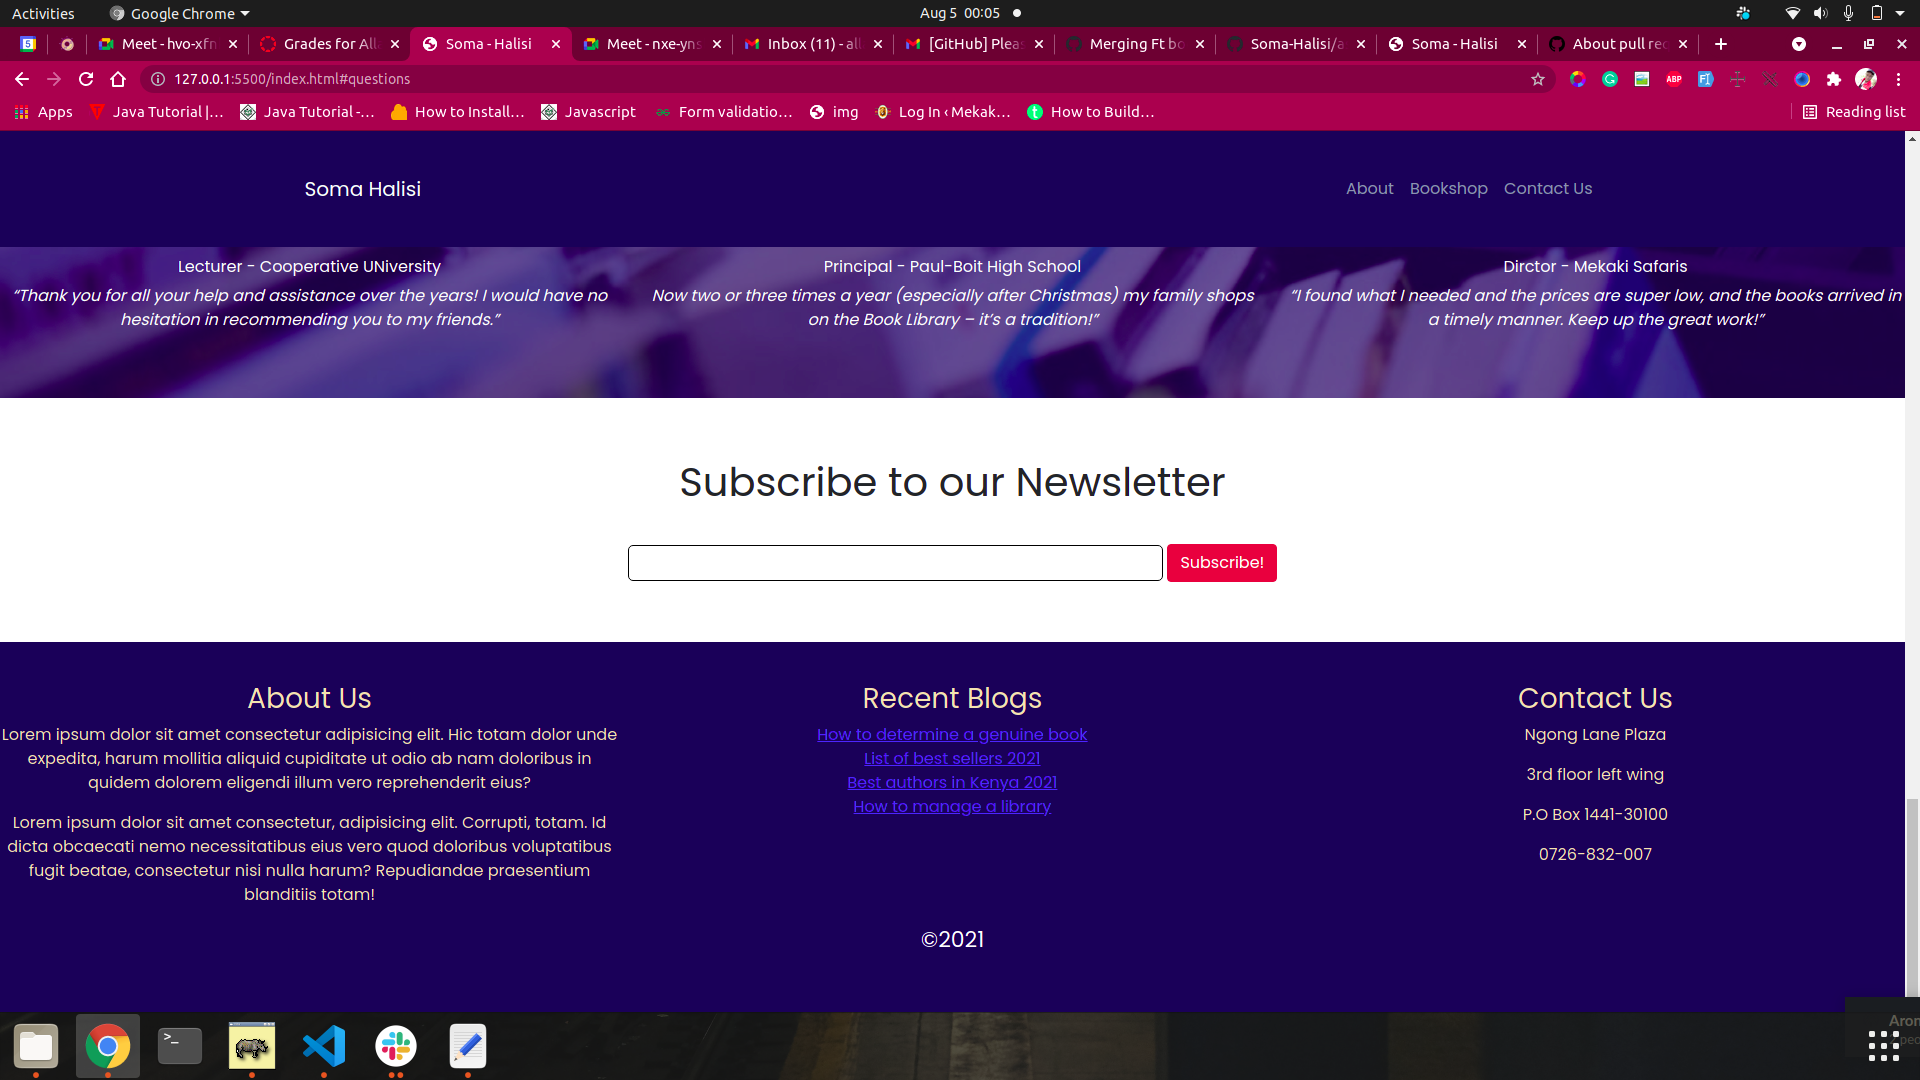 Activities
Google Chrome
Aug 5 00:05
5
Meet - hvo-xfn
Grades for All
Soma - Halisi
Meet - nxe-yns
Inbox (11) - all
[GitHub] Pleas
Merging Ft bo
Soma-Halisi/a
Soma - Halisi
About pull req
127.0.0.1:5500/index.html#questions
ABP
Apps
Java Tutorial |...
Java Tutorial -...
How to Install...
Javascript
Form validatio...
img
Log In ‹ Mekak...
How to Build...
Reading list
Soma Halisi
About
Bookshop
Contact Us
Lecturer - Cooperative UNiversity
“Thank you for all your help and assistance over the years! I would have no
hesitation in recommending you to my friends.”
Principal - Paul-Boit High School
Now two or three times a year (especially after Christmas) my family shops
on the Book Library – it’s a tradition!”
Dirctor - Mekaki Safaris
“I found what I needed and the prices are super low, and the books arrived in
a timely manner. Keep up the great work!”
Subscribe to our Newsletter
Subscribe!
About Us
Lorem ipsum dolor sit amet consectetur adipisicing elit. Hic totam dolor unde
expedita, harum mollitia aliquid cupiditate ut odio ab nam doloribus in
quidem dolorem eligendi illum vero reprehenderit eius?
Lorem ipsum dolor sit amet consectetur, adipisicing elit. Corrupti, totam. Id
dicta obcaecati nemo necessitatibus eius vero quod doloribus voluptatibus
fugit beatae, consectetur nisi nulla harum? Repudiandae praesentium
blanditiis totam!
Recent Blogs
How to determine a genuine book
List of best sellers 2021
Best authors in Kenya 2021
How to manage a library
Contact Us
Ngong Lane Plaza
3rd floor left wing
P.O Box 1441-30100
0726-832-007
©2021
Aron